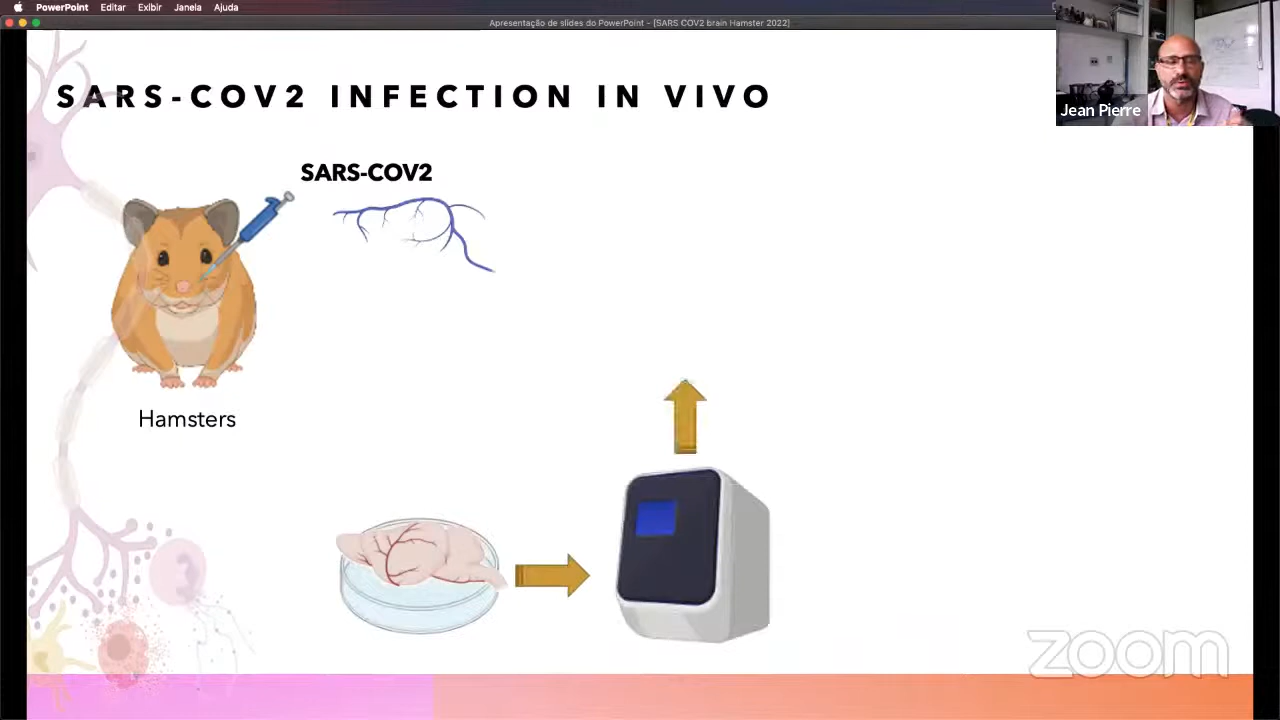 PowerPoint Editar Exibir Janela Ajuda
Apresentação de slides do PowerPoint - [SARS COV2 brain Hamster 2022]
SARS-COV2 INFECTION IN VIVO
Jean Pierre
SARS-COV2
Hamsters
zoom